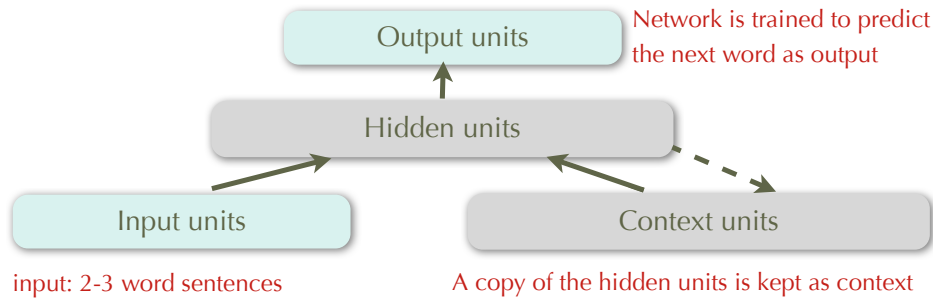 Output units
Network is trained to predict
the next word as output
Hidden units
Input units
Context units
input: 2-3 word sentences
A copy of the hidden units is kept as context